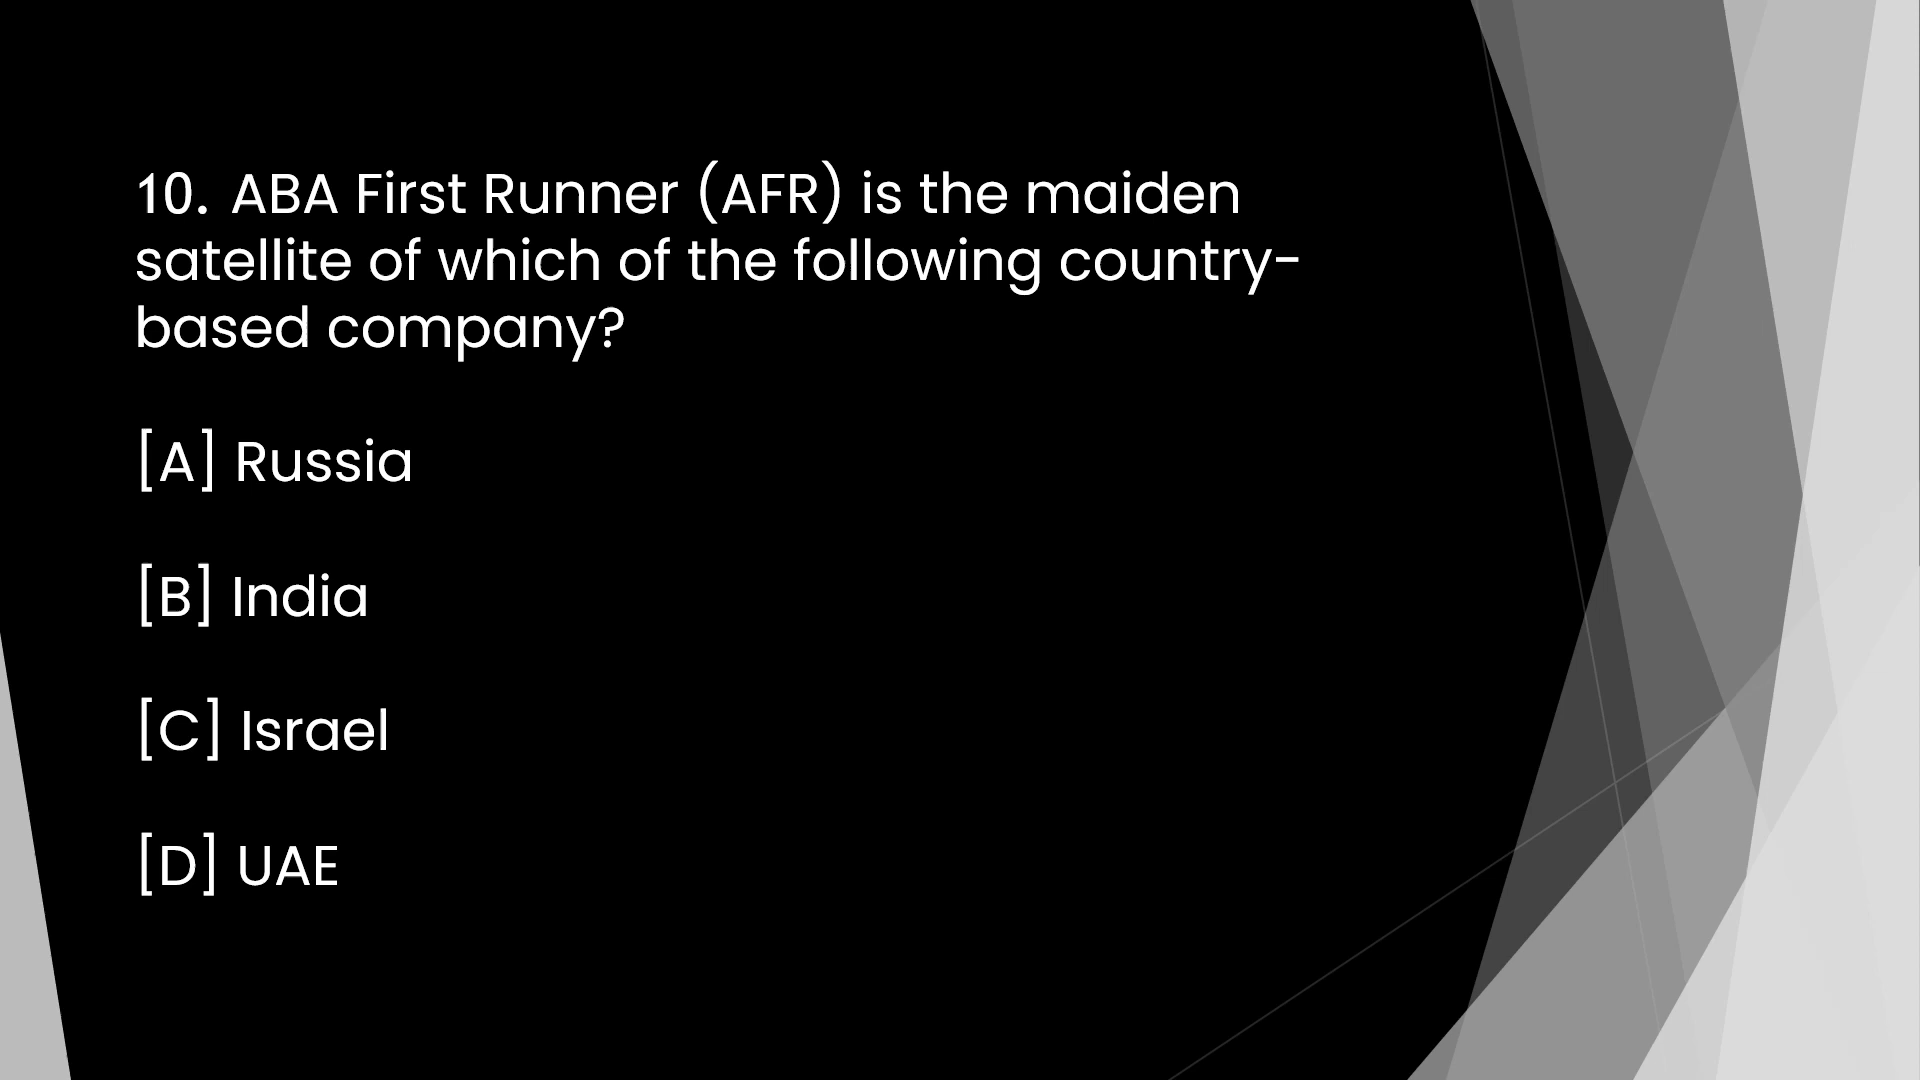 10. ABA First Runner (AFR) is the maiden
satellite of which of the following country-
based company?
[A] Russia
[B] India
[C] Israel
[D] UAE